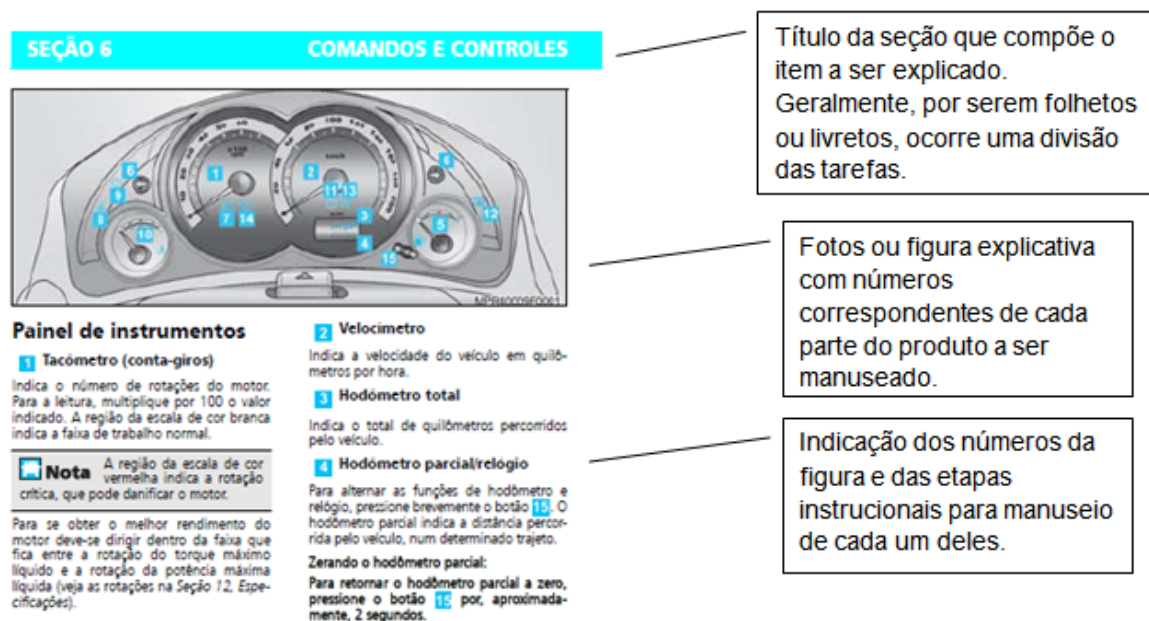 SEÇÃO 6
COMANDOS E CONTROLES
MPR40009F0001
Painel de instrumentos
1 Tacômetro (conta-giros)
Indica o número de rotações do motor.
Para a leitura, multiplique por 100 o valor
indicado. A região da escala de cor branca
indica a faixa de trabalho normal.
Nota A região da escala de cor
vermelha indica a rotação
crítica, que pode danificar o motor.
Para se obter o melhor rendimento do
motor deve-se dirigir dentro da faixa que
fica entre a rotação do torque máximo
líquido e a rotação da potência máxima
líquida (veja as rotações na Seção 12, Espe-
cificações).
2 Velocímetro
Indica a velocidade do veículo em quilô-
metros por hora.
3 Hodômetro total
Indica o total de quilômetros percorridos
pelo veículo.
4 Hodômetro parcial/relógio
Para alternar as funções de hodômetro e
relógio, pressione brevemente o botão 15. O
hodômetro parcial indica a distância percor-
rida pelo veículo, num determinado trajeto.
Zerando o hodômetro parcial:
Para retornar o hodômetro parcial a zero,
pressione o botão 15 por, aproximada-
mente, 2 segundos.
Título da seção que compõe o
item a ser explicado.
Geralmente, por serem folhetos
ou livretos, ocorre uma divisão
das tarefas.
Fotos ou figura explicativa
com números
correspondentes de cada
parte do produto a ser
manuseado.
Indicação dos números da
figura e das etapas
instrucionais para manuseio
de cada um deles.